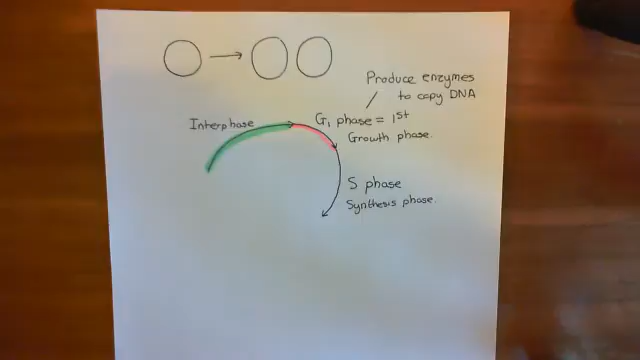 Produce enzymes
to copy DNA
Interphase
G₁ phase = 1st
Growth phase.
S phase
Synthesis phase.